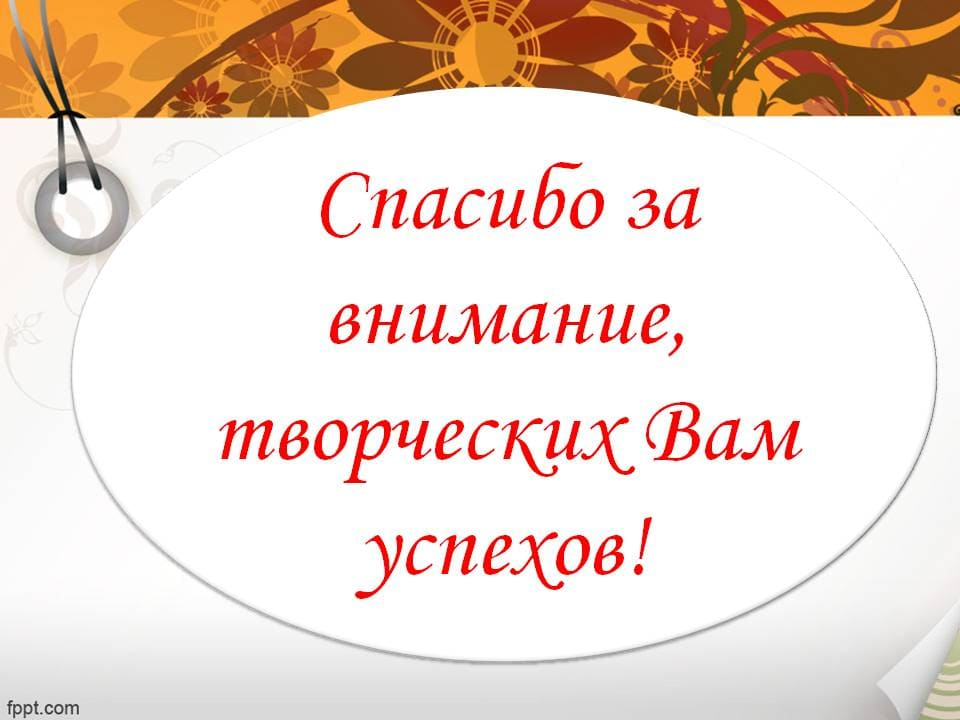 Спасибо за
внимание,
творческих Вам
успехов!
fppt.com